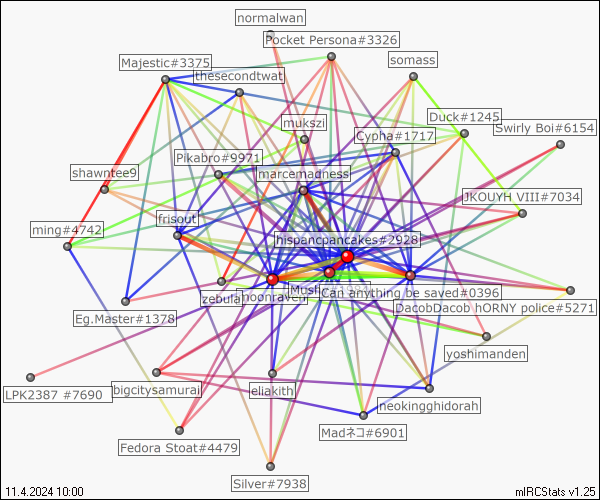 normalwan
Pocket Persona#3326
somass
Majestic#3375
thesecondtwat
Duck#1245
Swirly Boi#6154
mukszi
Cypha#1717
Pikabro#9971
marcemadness
shawntee9
JKOUYH VIII#7034
ming#4742
frisout
hispancpancakes#2928
zebula
moonraven
Can anything be saved#0396
DacobDacob hORNY police#5271
Eg.Master#1378
yoshimanden
LPK2387 #7690
bigcitysamurai
eliakith
neokingghidorah
Madネコ#6901
Fedora Stoat#4479
Silver#7938
11.4.2024 10:00
mIRCStats v1.25